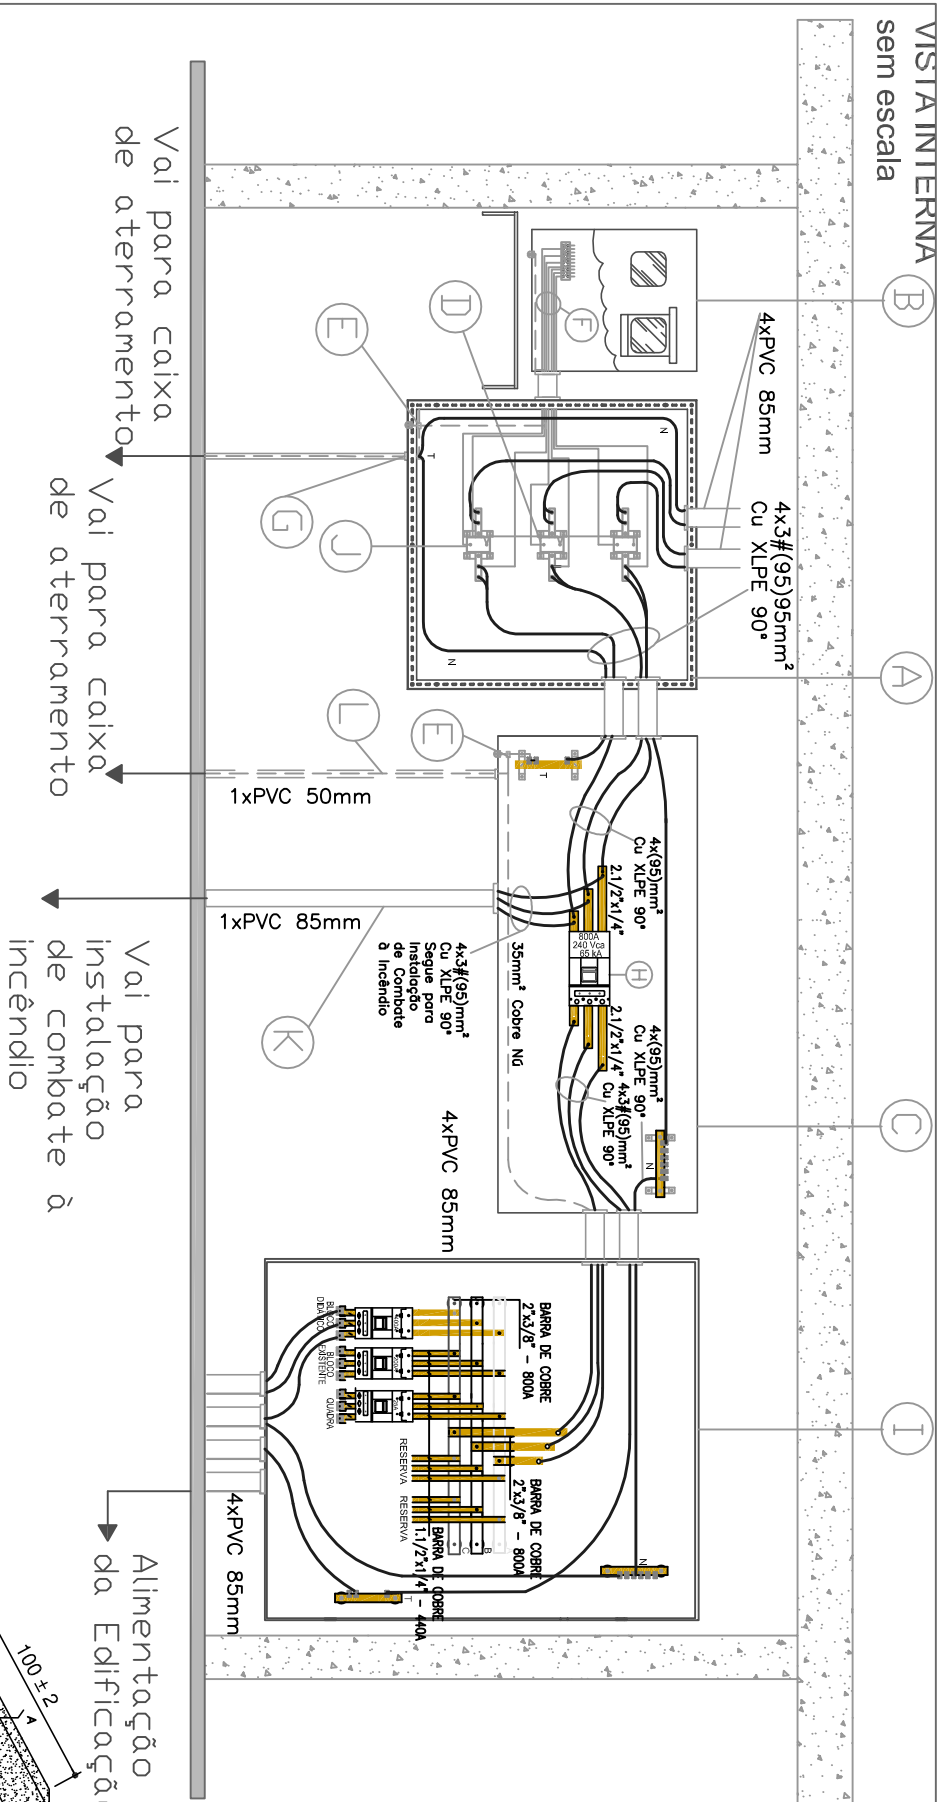 VISTA INTERNA
sem escala
B
A
C
I
4xPVC 85mm
4x3#(95)95mm²
Cu XLPE 90°
F
D
E
G
J
N
T
N
L
E
T
4x(95)mm²
Cu XLPE 90°
2.1/2"x1/4"
800A
240 Vca
65 kA
H
2.1/2"x1/4"
4x(95)mm²
Cu XLPE 90°
4x3#(95)mm²
Cu XLPE 90°
N
35mm² Cobre Nú
4x3#(95)mm²
Cu XLPE 90°
Segue para
Instalação
de Combate
à Incêndio
K
1xPVC 50mm
1xPVC 85mm
4xPVC 85mm
BARRA DE COBRE
2"x3/8" - 800A
BARRA DE COBRE
2"x3/8" - 800A
BARRA DE COBRE
1.1/2"x1/4" - 440A
BLOCO
DIDÁTICO
BLOCO
EXISTENTE
QUADRA
RESERVA
RESERVA
B
C
N
T
4xPVC 85mm
Vai para caixa
de aterramento
Vai para caixa
de aterramento
Vai para
instalação
de combate à
incêndio
Alimentação
da Edificação
100 ± 2
A